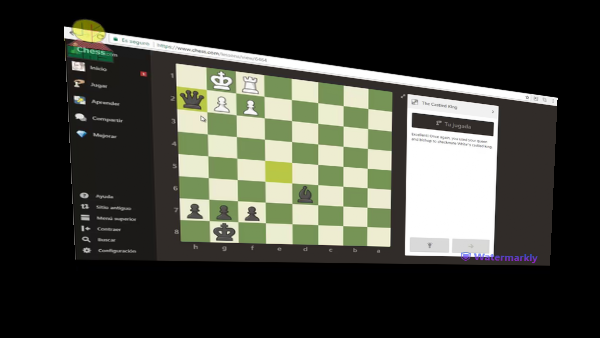 Es seguro https://www.chess.com
Chess
Inicio
Jugar
Aprender
Compartir
Mejorar
Ayuda
Sitio antiguo
Menú superior
Contraer
Buscar
Configuración
1
2
3
4
5
6
7
8
h g f e d c b a
The Castled King
Tu jugada
Watermarkly